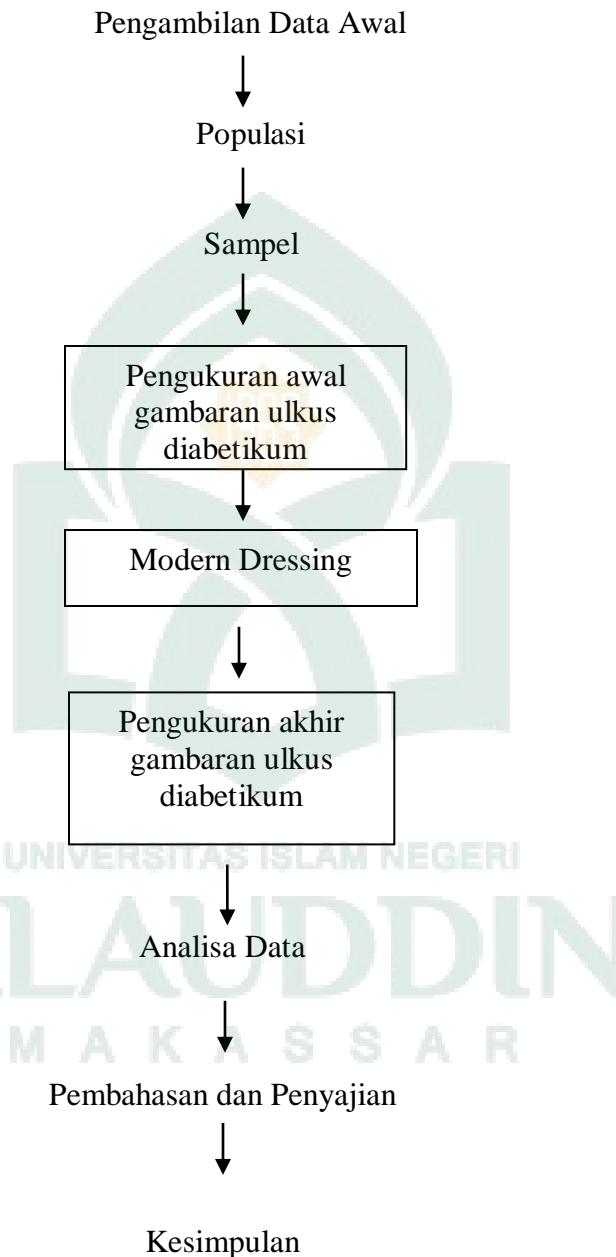 Pengambilan Data Awal
Populasi
Sampel
Pengukuran awal
gambaran ulkus
diabetikum
Modern Dressing
Pengukuran akhir
gambaran ulkus
diabetikum
UNIVERSITAS ISLAM NEGERI
ALAUDDIN
MAKASSAR
Analisa Data
Pembahasan dan Penyajian
Kesimpulan